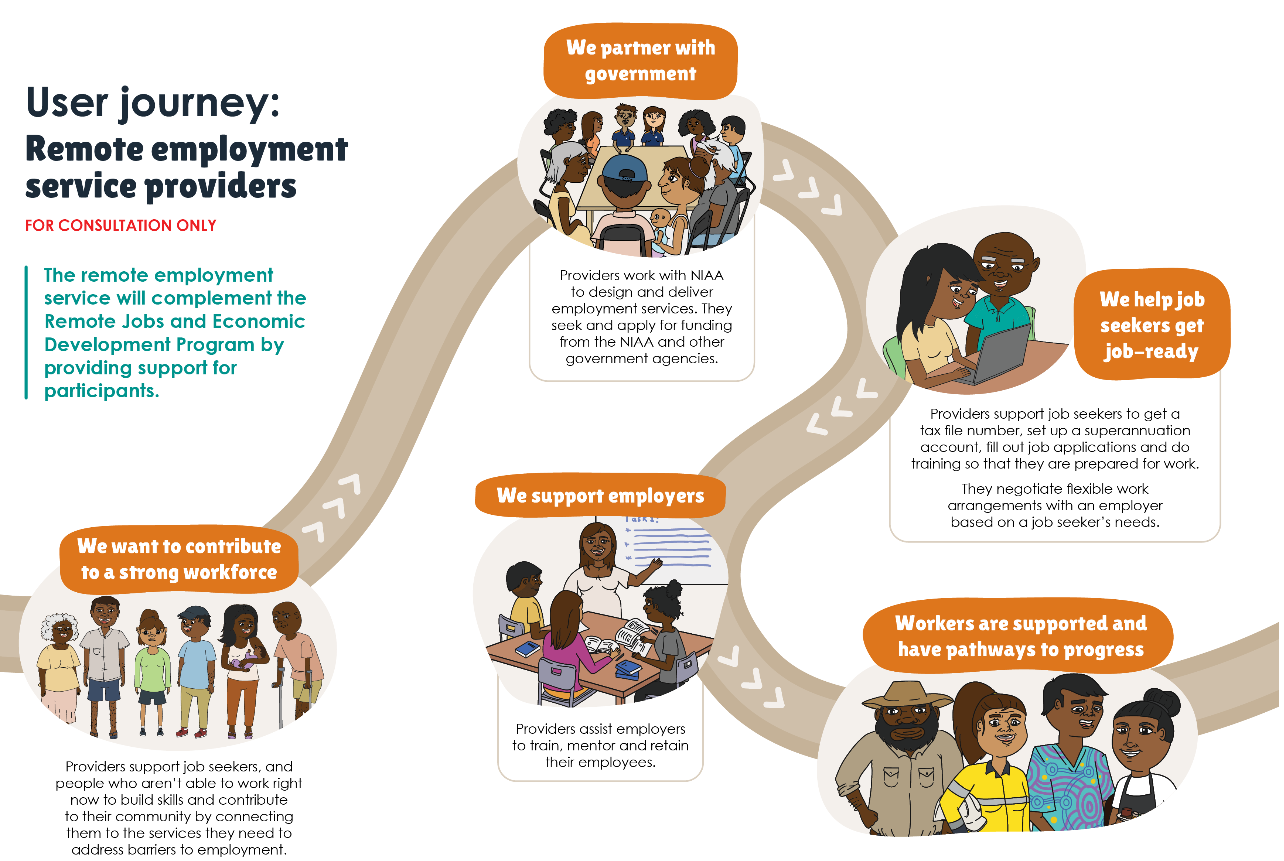 User journey:
Remote employment
service providers
FOR CONSULTATION ONLY
The remote employment
service will complement the
Remote Jobs and Economic
Development Program by
providing support for
participants.
We want to contribute
to a strong workforce
Providers support job seekers, and
people who aren't able to work right
now to build skills and contribute
to their community by connecting
them to the services they need to
address barriers to employment.
We partner with
government
Providers work with NIAA
to design and deliver
employment services. They
seek and apply for funding
from the NIAA and other
government agencies.
We help job
seekers get
job-ready
Providers support job seekers to get a
tax file number, set up a superannuation
account, fill out job applications and do
training so that they are prepared for work.
They negotiate flexible work
arrangements with an employer
based on a job seeker's needs.
We support employers
Providers assist employers
to train, mentor and retain
their employees.
Workers are supported and
have pathways to progress